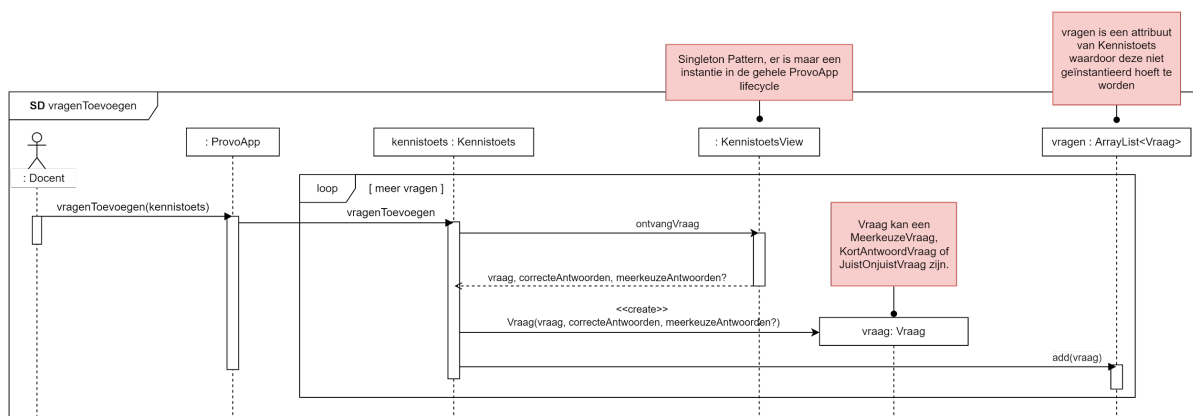 vragen is een attribuut
van Kennistoets
waardoor deze niet
geïnstantieerd hoeft te
worden
Singleton Pattern, er is maar een
instantie in de gehele ProvoApp
lifecycle
SD vragenToevoegen
: Docent
: ProvoApp
kennistoets : Kennistoets
: KennistoetsView
vragen : ArrayList<Vraag>
loop
[ meer vragen ]
vragenToevoegen(kennistoets)
vragenToevoegen
ontvangVraag
Vraag kan een
MeerkeuzeVraag,
KortAntwoordVraag of
JuistOnjuistVraag zijn.
vraag, correcteAntwoorden, meerkeuzeAntwoorden?
<<create>>
Vraag(vraag, correcteAntwoorden, meerkeuzeAntwoorden?)
vraag: Vraag
add(vraag)